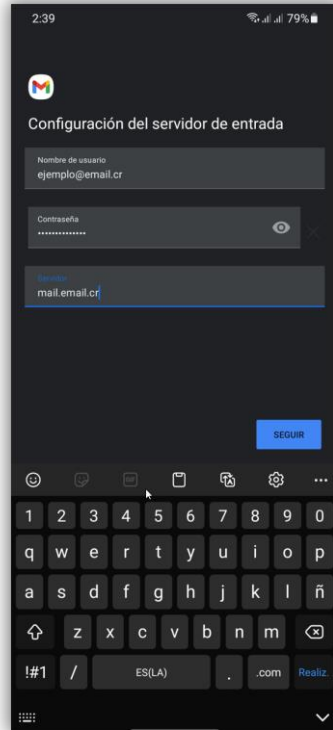 2:39 79%
Configuración del servidor de entrada
Nombre de usuario
ejemplo@email.cr
Contraseña
••••••••••••••
Servidor
mail.email.cr
SEGUIR
GIF
1 2 3 4 5 6 7 8 9 0
q w e r t y u i o p
a s d f g h j k l ñ
z x c v b n m
!#1 / ES(LA) . .com Realiz.